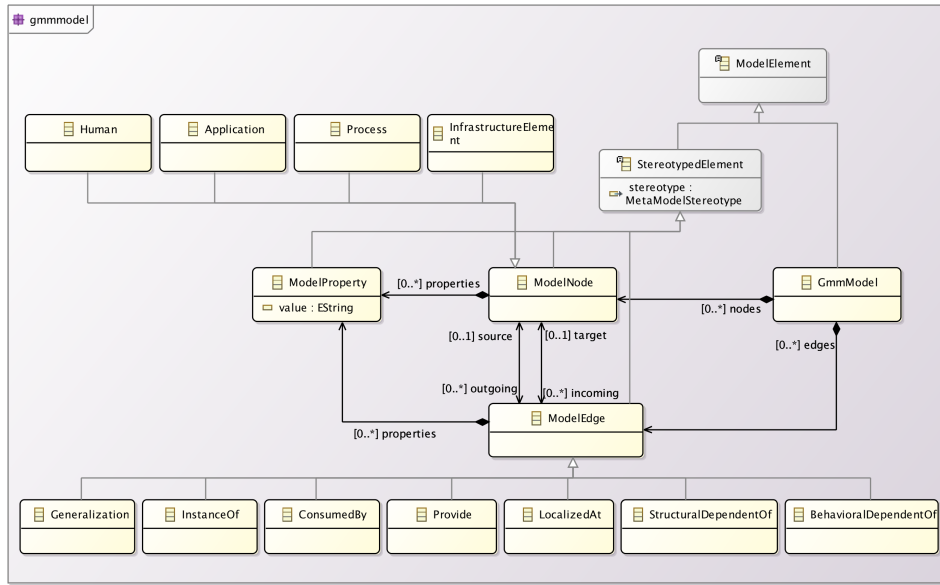 gmmmodel
ModelElement
Human
Application
Process
InfrastructureEleme
nt
StereotypedElement
stereotype :
MetaModelStereotype
ModelProperty
value : EString
[0..*] properties
ModelNode
GmmModel
[0..*] nodes
[0..1] source
[0..1] target
[0..*] edges
[0..*] outgoing
[0..*] incoming
ModelEdge
[0..*] properties
Generalization
InstanceOf
ConsumedBy
Provide
LocalizedAt
StructuralDependentOf
BehavioralDependentOf